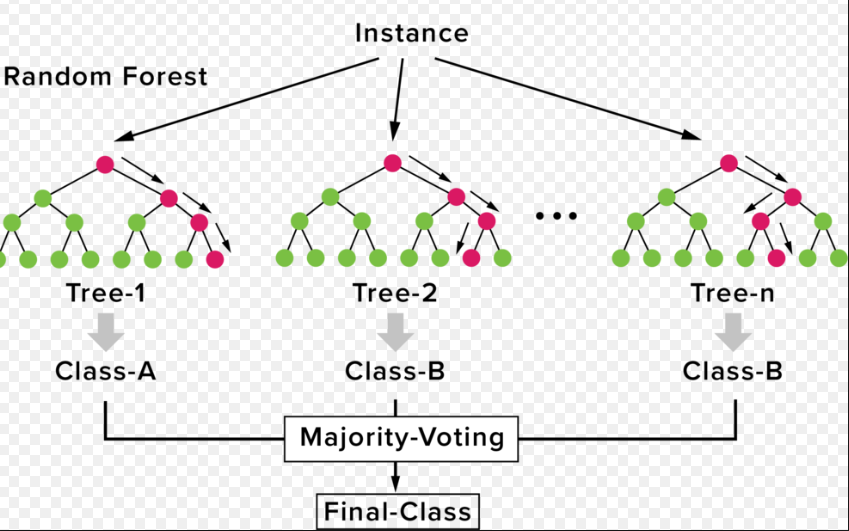 Instance
Random Forest
Tree-1
Tree-2
Tree-n
Class-A
Class-B
Class-B
Majority-Voting
Final-Class